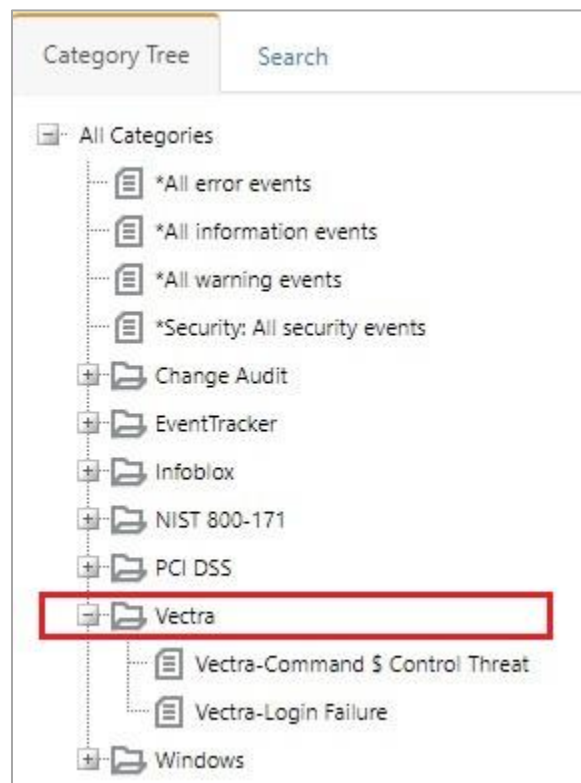 Category Tree
Search
All Categories
*All error events
*All information events
*All warning events
*Security: All security events
Change Audit
EventTracker
Infoblox
NIST 800-171
PCI DSS
Vectra
Vectra-Command $ Control Threat
Vectra-Login Failure
Windows